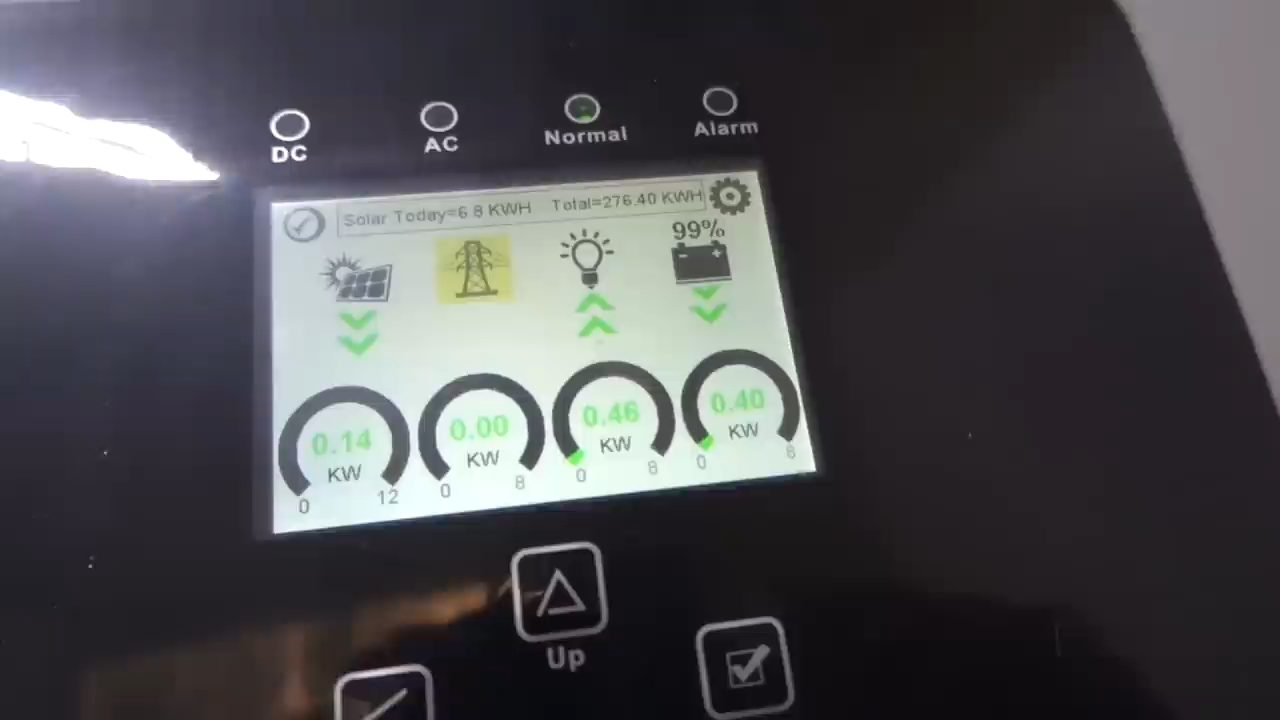 DC AC Normal Alarm
Solar Today=6.8 KWH Total=276.40 KWH
99%
0.14 0.00 0.46 0.40
KW KW KW KW
0 12 0 8 0 8 0 8
Up